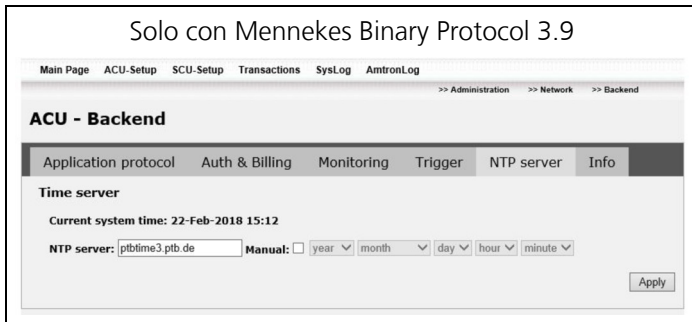 Solo con Mennekes Binary Protocol 3.9
Main Page ACU-Setup SCU-Setup Transactions SysLog AmtronLog
>> Administration >> Network >> Backend
ACU - Backend
Application protocol Auth & Billing Monitoring Trigger NTP server Info
Time server
Current system time: 22-Feb-2018 15:12
NTP server: ptbtime3.ptb.de Manual: year month day hour minute
Apply